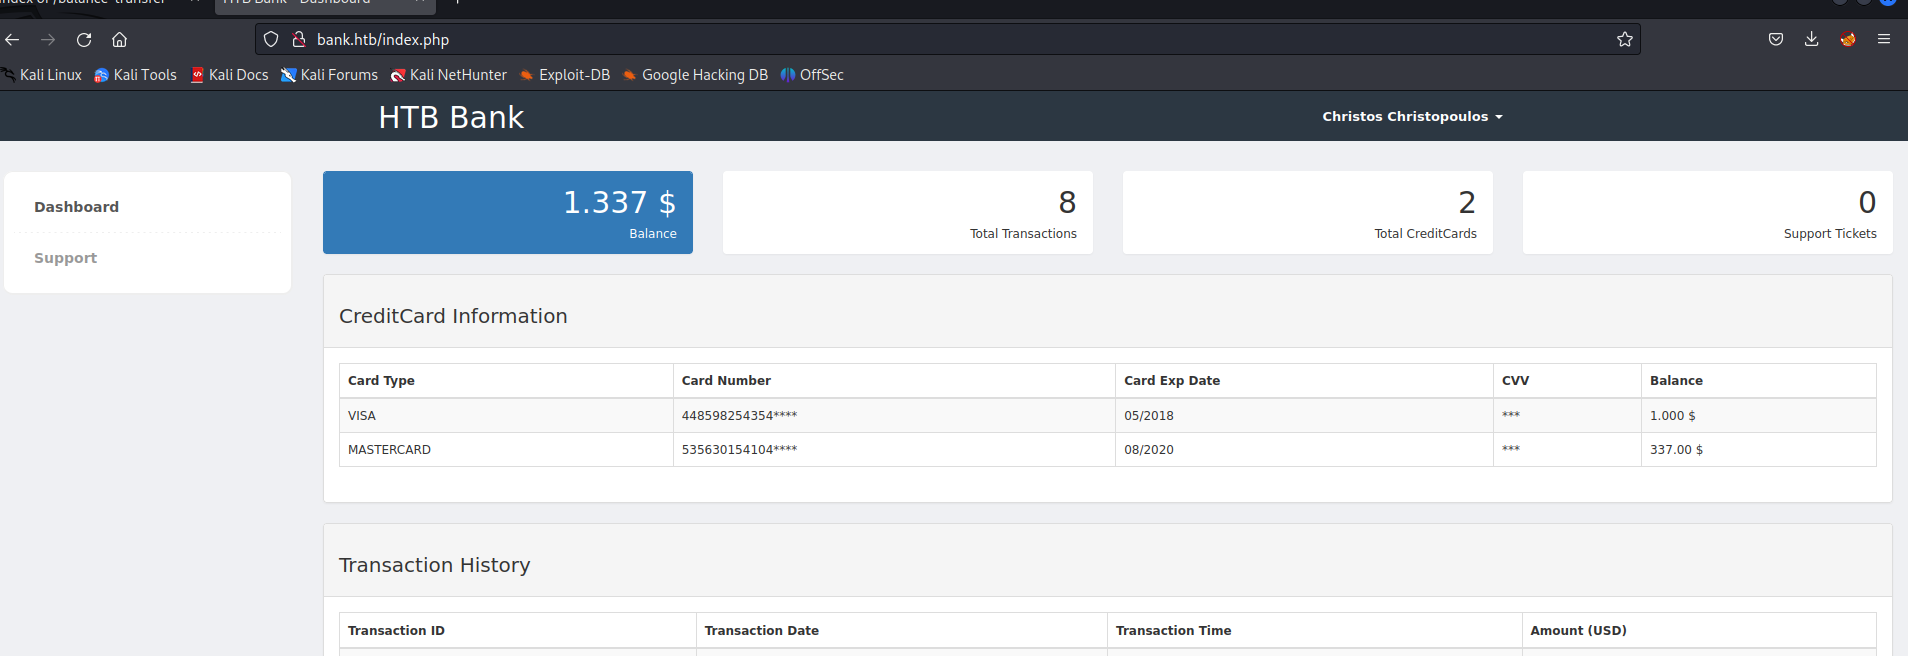 Index of /balance-transfer HTB Bank - Dashboard
bank.htb/index.php
Kali Linux Kali Tools Kali Docs Kali Forums Kali NetHunter Exploit-DB Google Hacking DB OffSec
HTB Bank Christos Christopoulos
Dashboard
Support
1.337 $
Balance
8
Total Transactions
2
Total CreditCards
0
Support Tickets
CreditCard Information
Card Type Card Number Card Exp Date CVV Balance
VISA 448598254354**** 05/2018 *** 1.000 $
MASTERCARD 535630154104**** 08/2020 *** 337.00 $
Transaction History
Transaction ID Transaction Date Transaction Time Amount (USD)